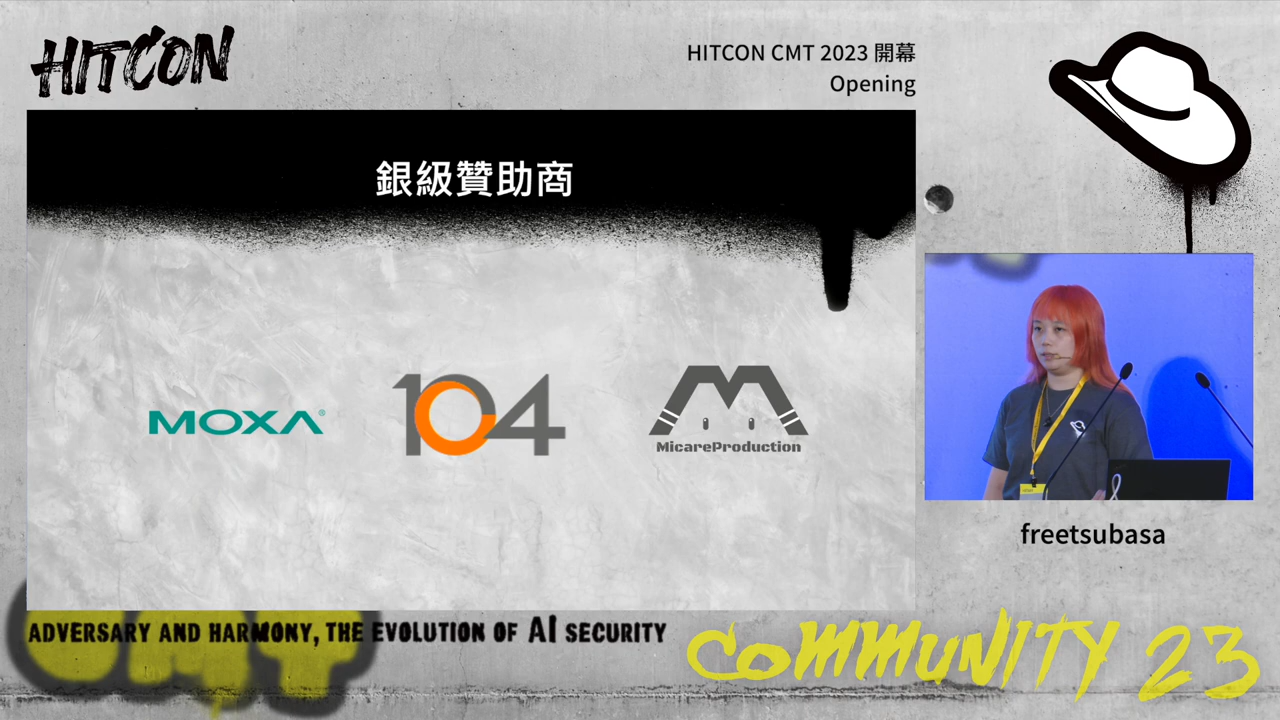 HITCON
HITCON CMT 2023 開幕
Opening
銀級贊助商
MOXA®
104
MicareProduction
freetsubasa
CMT
ADVERSARY AND HARMONY, THE EVOLUTION OF AI SECURITY
COMMUNITY 23